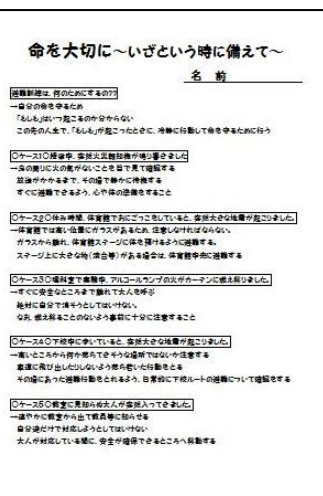 命を大切に〜いざという時に備えて〜
名 前
避難訓練は、何のためにするの??
→自分の命を守るため
「もしも」はいつ起こるのか分からない
この先の人生で、「もしも」が起こったときに、冷静に行動して命を守るために行う
○ケース1○授業中、突然火災報知機が鳴り響きました
→身の周りに火の気がないことを目で見て確認する
放送がかかるまで、その場で静かに待機する
すぐに避難できるよう、心や体の準備をすること
○ケース2○休み時間、体育館でおにごっこをしていると、突然大きな地震が起こりました。
→体育館では高い位置にガラスがあるため、注意しなければならない。
ガラスから離れ、体育館ステージに体を預けるように避難する。
ステージ上に大きな物(演台等)がある場合は、体育館中央に避難する
○ケース3○理科室で実験中、アルコールランプの火がカーテンに燃え移りました。
→すぐに安全なところまで離れて大人を呼ぶ
絶対に自分で消そうとしてはいけない。
なお、燃え移ることのないよう事前に十分に注意すること
○ケース4○下校中に歩いていると、突然大きな地震が起こりました。
→高いところから何か落ちてきそうな場所ではないか注意する
車道に飛び出したりしないよう落ち着いた行動をとる
その場にあった避難行動をとれるよう、日常的に下校ルートの避難について確認をする
○ケース5○教室に見知らぬ大人が突然入ってきました。
→速やかに教室から出て教員等に知らせる
自分達だけで対応しようとしてはいけない
大人が対応している間に、安全が確保できるところへ移動する